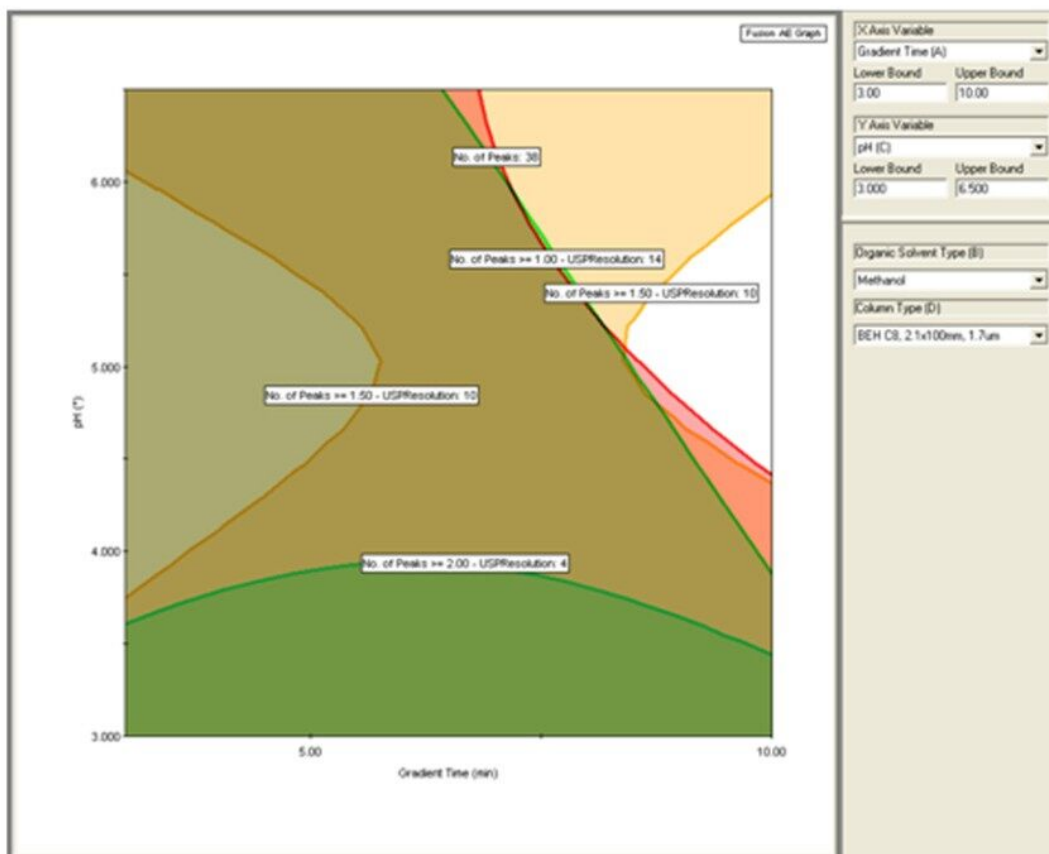 Fusion AE Graph
No. of Peaks: 38
No. of Peaks >= 1.00 - USPResolution: 14
No. of Peaks >= 1.50 - USPResolution: 10
No. of Peaks >= 1.50 - USPResolution: 10
No. of Peaks >= 2.00 - USPResolution: 4
6.000
5.000
4.000
3.000
pH (*)
5.00
10.00
Gradient Time (min)
X Axis Variable
Gradient Time (A)
Lower Bound Upper Bound
3.00 10.00
Y Axis Variable
pH (C)
Lower Bound Upper Bound
3.000 6.500
Organic Solvent Type (B)
Methanol
Column Type (D)
BEH C8, 2.1x100mm, 1.7um